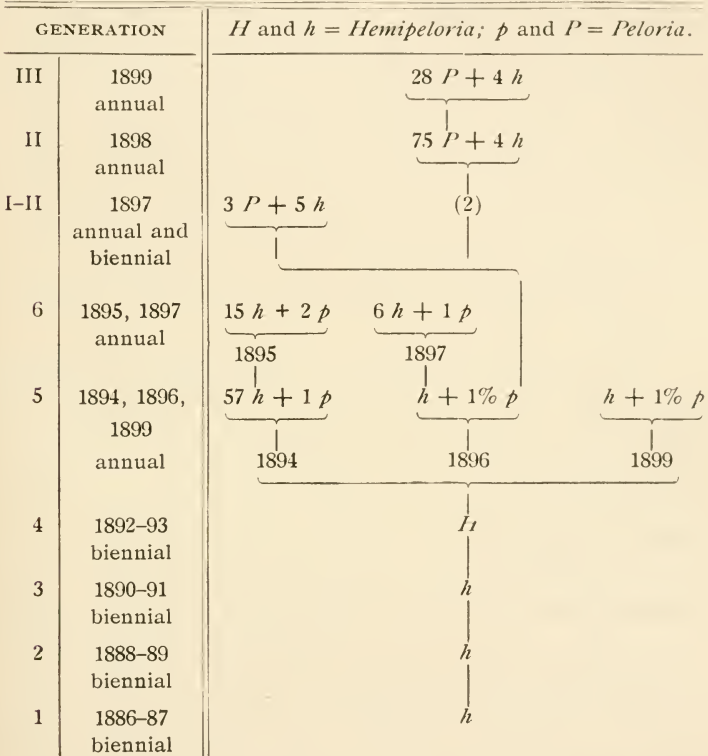 GENERATION H and h = Hemipeloria; p and P = Peloria.
III 1899 28 P + 4 h
annual
II 1898 75 P + 4 h
annual
I–II 1897 3 P + 5 h (2)
annual and
biennial
6 1895, 1897 15 h + 2 p 6 h + 1 p
annual
1895 1897
5 1894, 1896, 57 h + 1 p h + 1% p h + 1% p
1899
annual 1894 1896 1899
4 1892–93 H
biennial
3 1890–91 h
biennial
2 1888–89 h
biennial
1 1886–87 h
biennial